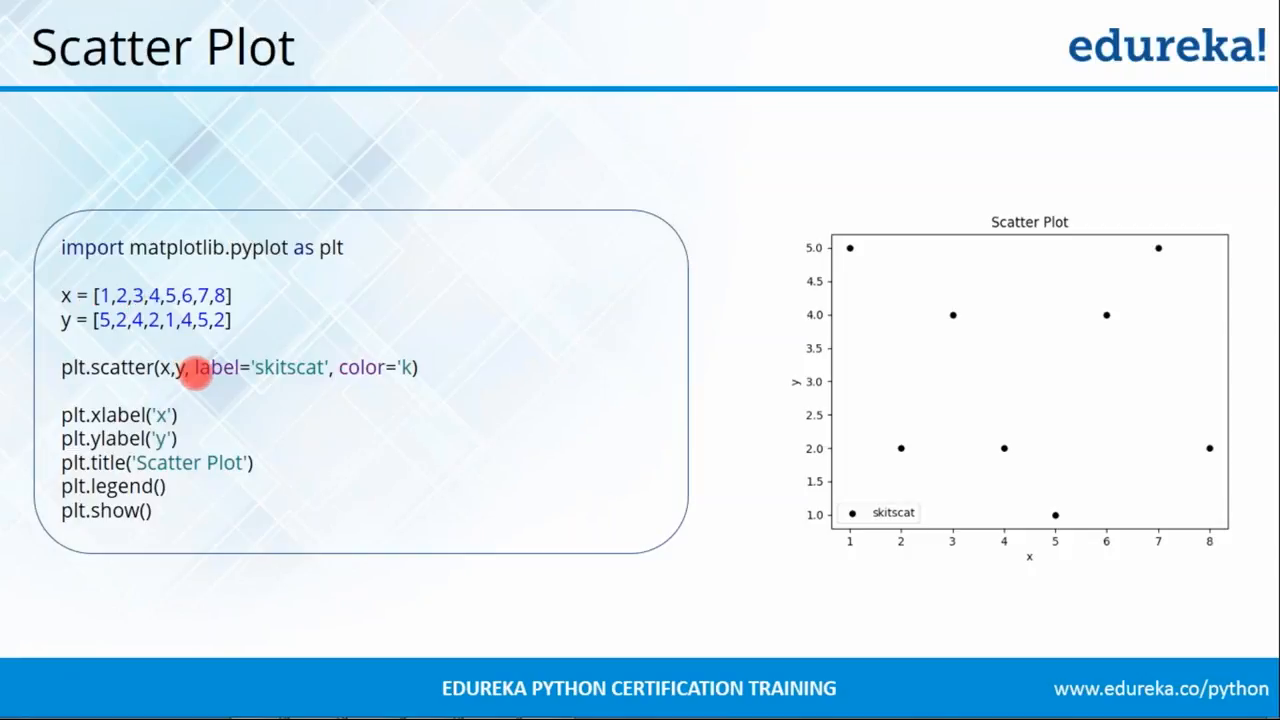 Scatter Plot
edureka!
import matplotlib.pyplot as plt
x = [1,2,3,4,5,6,7,8]
y = [5,2,4,2,1,4,5,2]
plt.scatter(x,y, label='skitscat', color='k)
plt.xlabel('x')
plt.ylabel('y')
plt.title('Scatter Plot')
plt.legend()
plt.show()
Scatter Plot
5.0
4.5
4.0
3.5
3.0
2.5
2.0
1.5
1.0
y
skitscat
1 2 3 4 5 6 7 8
x
EDUREKA PYTHON CERTIFICATION TRAINING
www.edureka.co/python